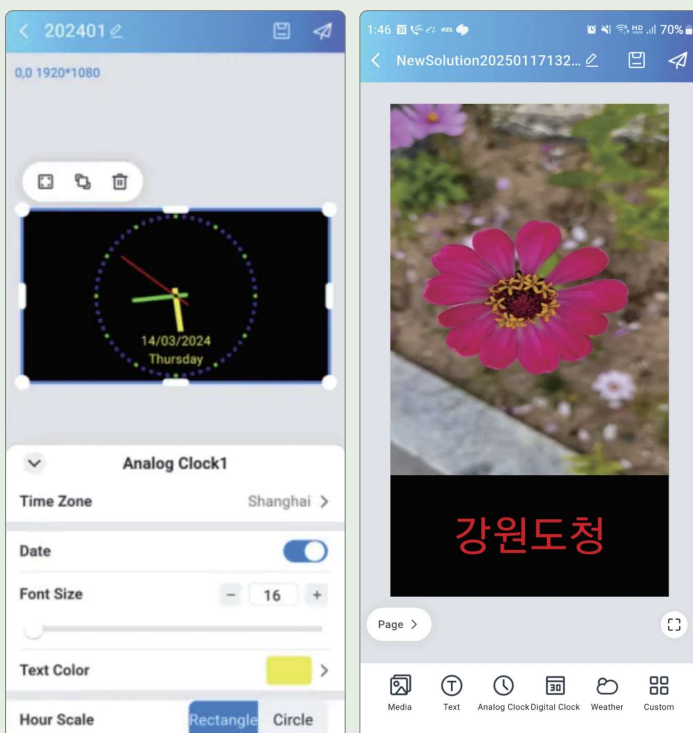 202401
0,0 1920*1080
14/03/2024
Thursday
Analog Clock1
Time Zone
Shanghai
Date
Font Size
- 16 +
Text Color
Hour Scale
Rectangle
Circle
1:46
70%
NewSolution20250117132...
강원도청
Page
Media
Text
Analog Clock
Digital Clock
Weather
Custom